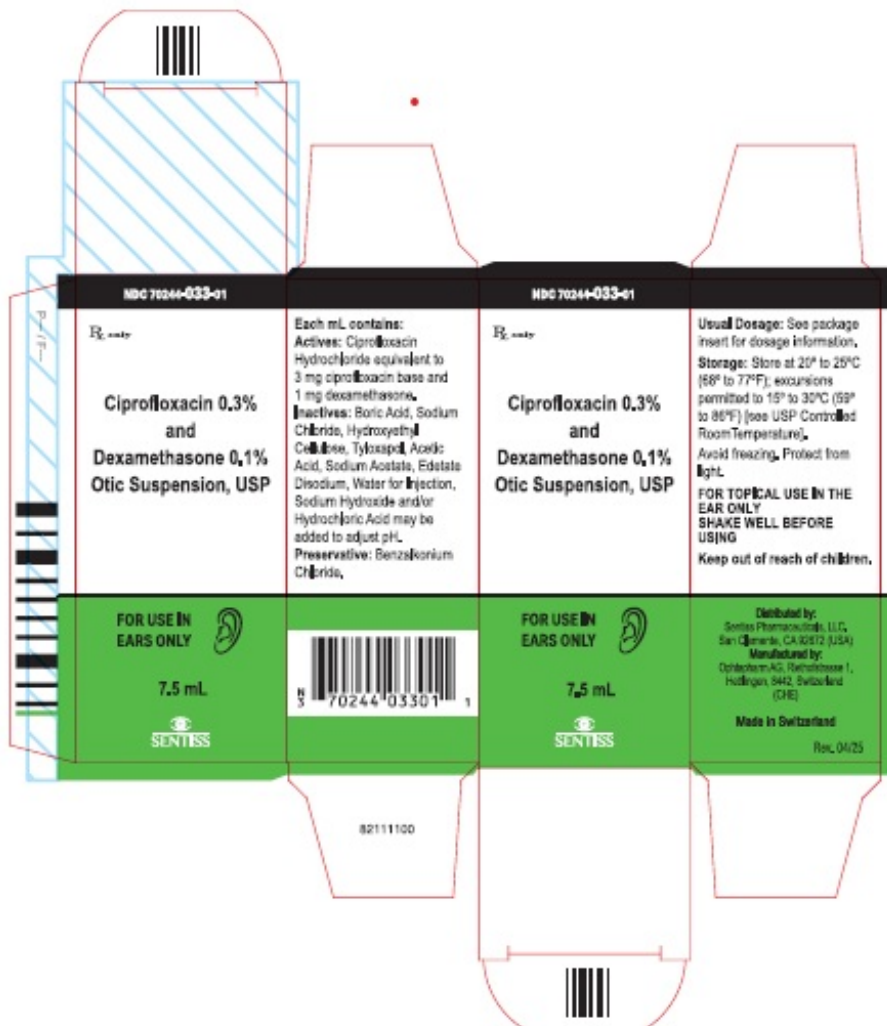 NDC 70244-033-01
Rx only
Ciprofloxacin 0.3%
and
Dexamethasone 0.1%
Otic Suspension, USP
FOR USE IN
EARS ONLY
7.5 mL
SENTISS
P—/F—
Each mL contains:
Actives: Ciprofloxacin
Hydrochloride equivalent to
3 mg ciprofloxacin base and
1 mg dexamethasone.
Inactives: Boric Acid, Sodium
Chloride, Hydroxyethyl
Cellulose, Tyloxapol, Acetic
Acid, Sodium Acetate, Edetate
Disodium, Water for Injection,
Sodium Hydroxide and/or
Hydrochloric Acid may be
added to adjust pH.
Preservative: Benzalkonium
Chloride.
N
3
70244 03301
1
82111100
NDC 70244-033-01
Rx only
Ciprofloxacin 0.3%
and
Dexamethasone 0.1%
Otic Suspension, USP
FOR USE IN
EARS ONLY
7.5 mL
SENTISS
Usual Dosage: See package
insert for dosage information.
Storage: Store at 20° to 25°C
(68° to 77°F); excursions
permitted to 15° to 30°C (59°
to 86°F) [see USP Controlled
Room Temperature].
Avoid freezing. Protect from
light.
FOR TOPICAL USE IN THE
EAR ONLY
SHAKE WELL BEFORE
USING
Keep out of reach of children.
Distributed by:
Sentiss Pharmaceuticals, LLC,
San Clemente, CA 92672 (USA)
Manufactured by:
Ophtapharm AG, 1,
Hettlingen, 8442, Switzerland
(CHE)
Made in Switzerland
Rev. 04/25